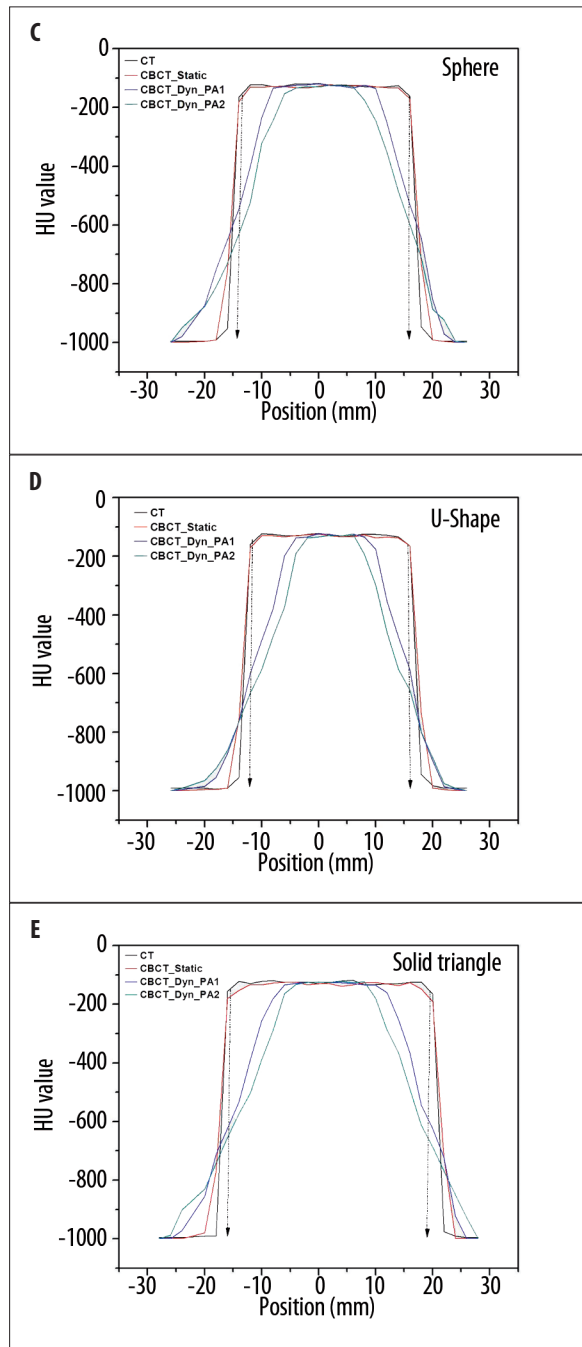 C
Sphere
CT
CBCT_Static
CBCT_Dyn_PA1
CBCT_Dyn_PA2
0
-200
-400
-600
-800
-1000
HU value
-30 -20 -10 0 10 20 30
Position (mm)
D
U-Shape
CT
CBCT_Static
CBCT_Dyn_PA1
CBCT_Dyn_PA2
0
-200
-400
-600
-800
-1000
HU value
-30 -20 -10 0 10 20 30
Position (mm)
E
Solid triangle
CT
CBCT_Static
CBCT_Dyn_PA1
CBCT_Dyn_PA2
0
-200
-400
-600
-800
-1000
HU value
-30 -20 -10 0 10 20 30
Position (mm)